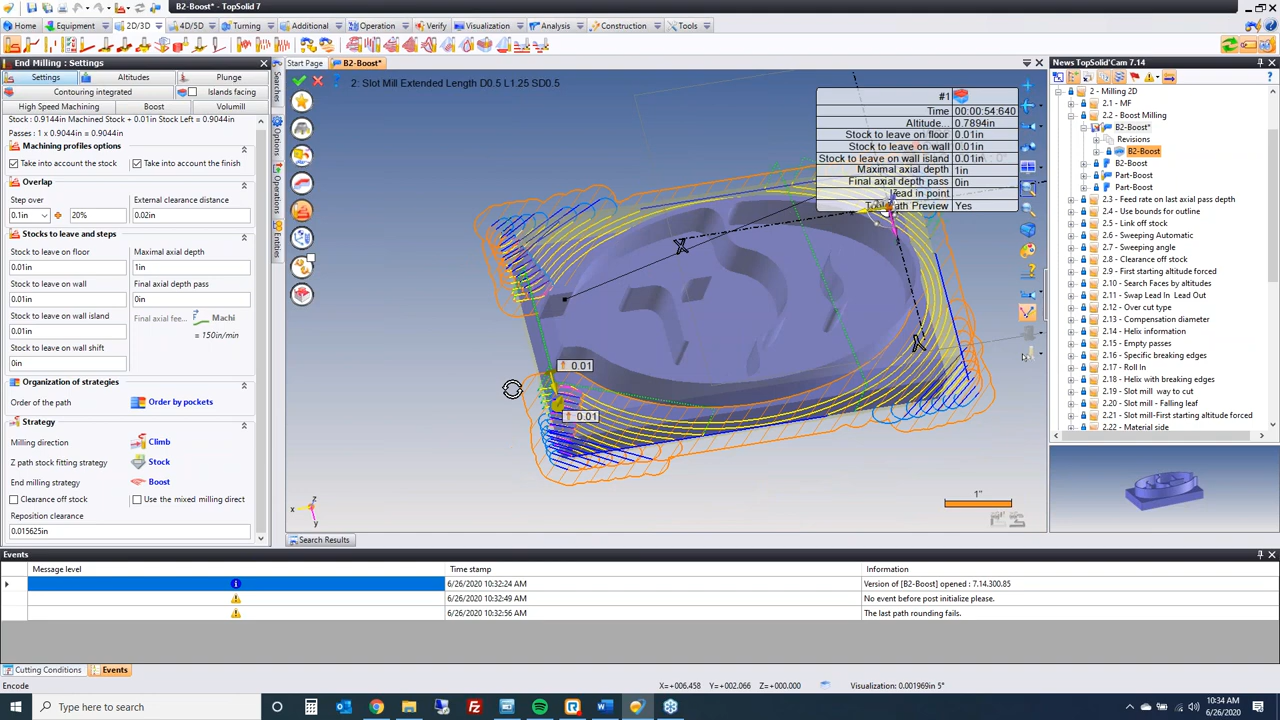 B2-Boost* - TopSolid 7
Home Equipment 2D/3D 4D/5D Turning Additional Operation Verify Visualization Analysis Construction Tools
End Milling : Settings
Settings Altitudes Plunge
Contouring integrated Islands facing
High Speed Machining Boost Volumill
Stock : 0.9144in Machined Stock + 0.01in Stock Left = 0.9044in
Passes : 1 x 0.9044in = 0.9044in
Machining profiles options
Take into account the stock Take into account the finish
Overlap
Step over External clearance distance
0.1in 20% 0.02in
Stocks to leave and steps
Stock to leave on floor Maximal axial depth
0.01in 1in
Stock to leave on wall Final axial depth pass
0.01in 0in
Stock to leave on wall island Final axial fee... Machi
0.01in = 150in/min
Stock to leave on wall shift
0in
Organization of strategies
Order of the path Order by pockets
Strategy
Milling direction Climb
Z path stock fitting strategy Stock
End milling strategy Boost
Clearance off stock Use the mixed milling direct
Reposition clearance
0.015625in
Searches
Options
Operations
Entities
Start Page B2-Boost*
2: Slot Mill Extended Length D0.5 L1.25 SD0.5
#1
Time 00:00:54:640
Altitude... 0.7894in
Stock to leave on floor 0.01in
Stock to leave on wall 0.01in
Stock to leave on wall island 0.01in
Maximal axial depth 1in
Final axial depth pass 0in
Lead in point
Tool Path Preview Yes
X
X
0.01
0.01
z
x
y
1"
Search Results
News TopSolid'Cam 7.14
2 - Milling 2D
2.1 - MF
2.2 - Boost Milling
B2-Boost*
Revisions
B2-Boost
B2-Boost
Part-Boost
Part-Boost
2.3 - Feed rate on last axial depth pass
2.4 - Use bounds for outline
2.5 - Link off stock
2.6 - Sweeping Automatic
2.7 - Sweeping angle
2.8 - Clearance off stock
2.9 - First starting altitude forced
2.10 - Search Faces by altitudes
2.11 - Swap Lead In Lead Out
2.12 - Over cut type
2.13 - Compensation diameter
2.14 - Helix information
2.15 - Empty passes
2.16 - Specific breaking edges
2.17 - Roll In
2.18 - Helix with breaking edges
2.19 - Slot mill way to cut
2.20 - Slot mill - Falling leaf
2.21 - Slot mill-First starting altitude forced
2.22 - Material side
Events
Message level Time stamp Information
6/26/2020 10:32:24 AM Version of [B2-Boost] opened : 7.14.300.85
6/26/2020 10:32:49 AM No event before post initialize please.
6/26/2020 10:32:56 AM The last path rounding fails.
Cutting Conditions Events
Encode X=+006.458 Y=+002.066 Z=+000.000 Visualization: 0.001969in 5°
Type here to search
10:34 AM
6/26/2020